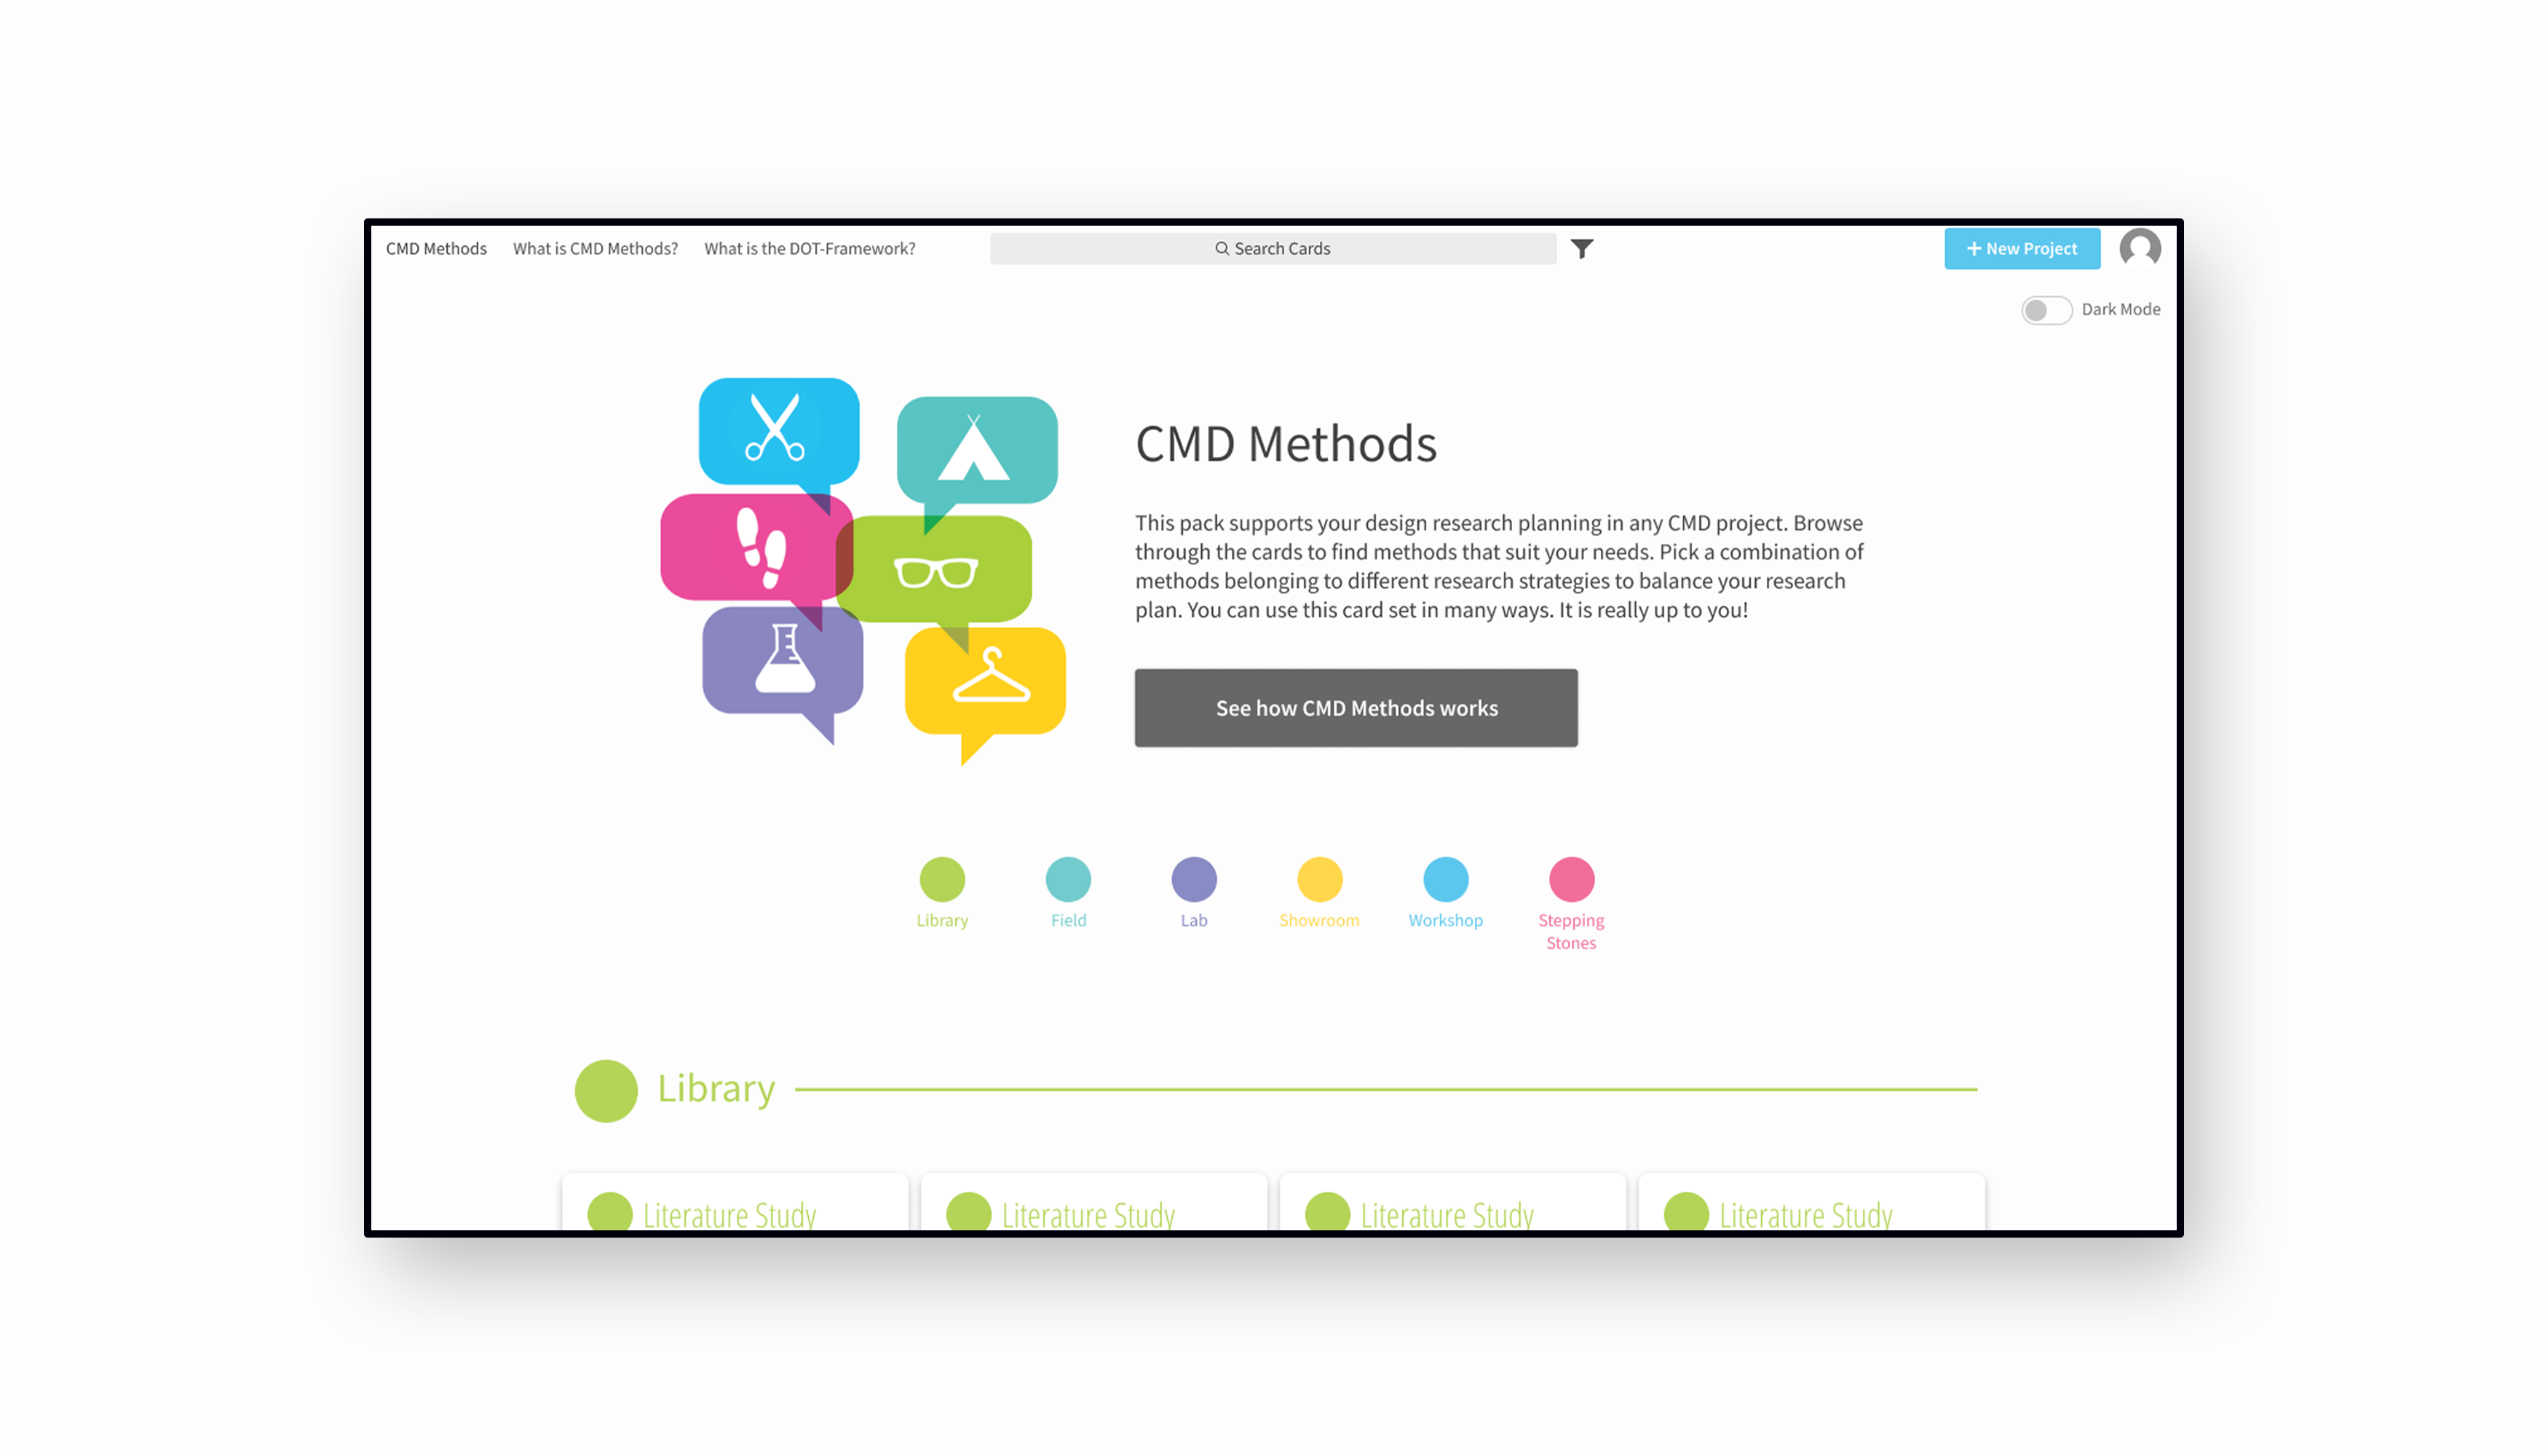 CMD Methods
What is CMD Methods?
What is the DOT-Framework?
Search Cards
+ New Project
Dark Mode
CMD Methods
This pack supports your design research planning in any CMD project. Browse
through the cards to find methods that suit your needs. Pick a combination of
methods belonging to different research strategies to balance your research
plan. You can use this card set in many ways. It is really up to you!
See how CMD Methods works
Library
Field
Lab
Showroom
Workshop
Stepping
Stones
Library
Literature Study
Literature Study
Literature Study
Literature Study